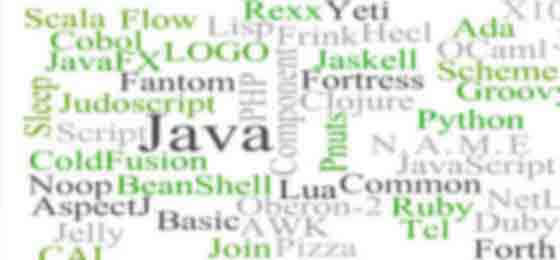 Scala Flow Rexx Yeti
Cobol Lisp Frink Hecl Ada
JavaFX LOGO Jaskell OCaml
Fantom PHP Component Fortress Scheme
Sleep Judoscript Clojure Groovy
Script Java Pnuts Python
ColdFusion N.A.M.E JavaScript
Noop BeanShell Lua Common
AspectJ Basic Oberon-2 Ruby NetL
Jelly AWK Tcl Duby
CAL Join Pizza Forth